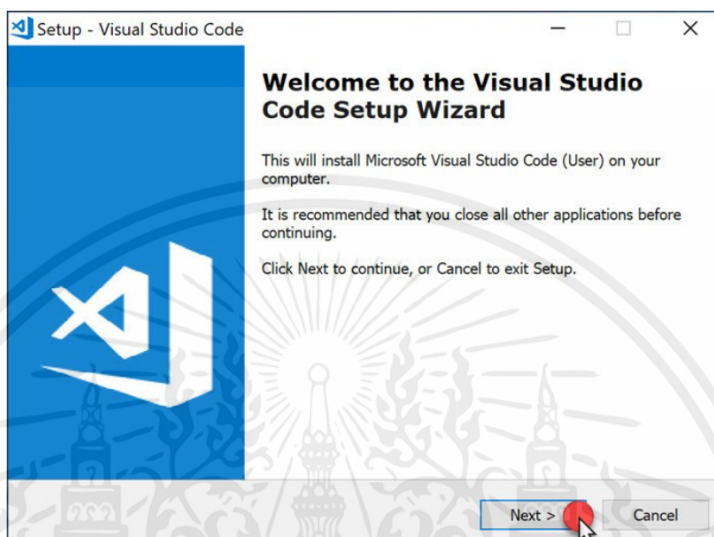 Setup - Visual Studio Code
Welcome to the Visual Studio
Code Setup Wizard
This will install Microsoft Visual Studio Code (User) on your
computer.
It is recommended that you close all other applications before
continuing.
Click Next to continue, or Cancel to exit Setup.
Next >
Cancel